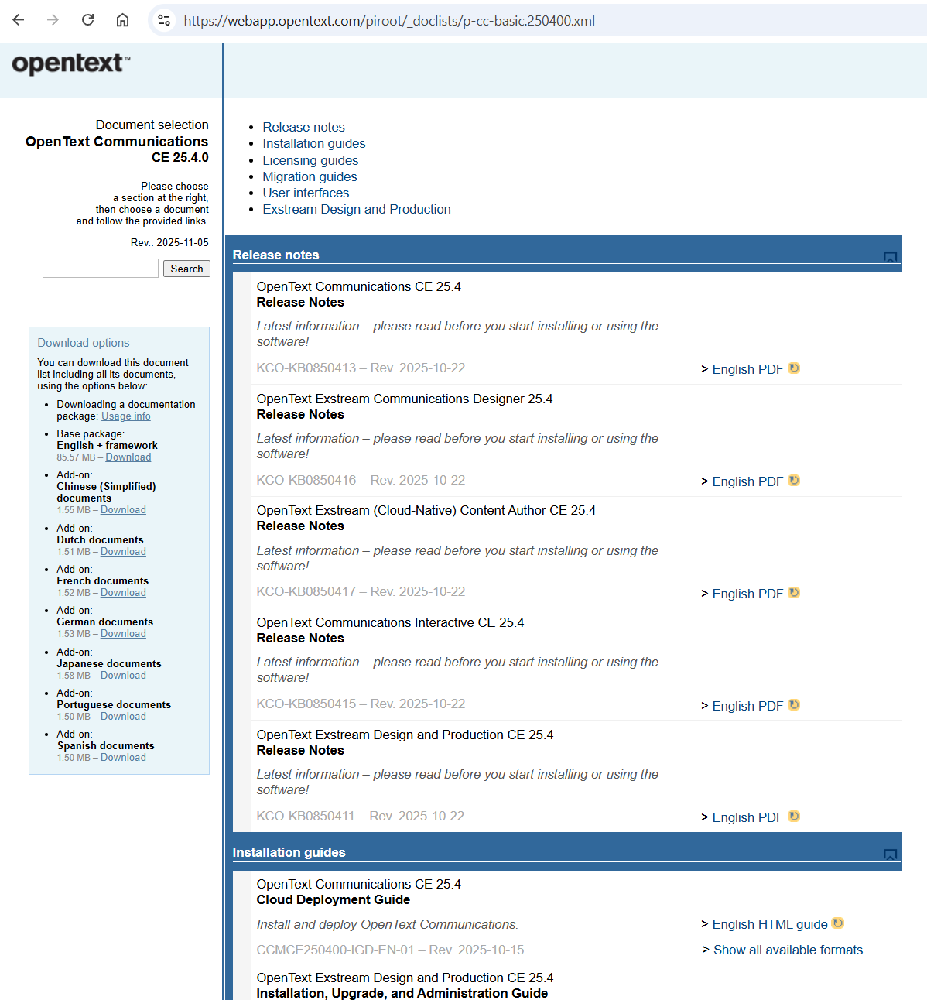 https://webapp.opentext.com/piroot/_doclists/p-cc-basic.250400.xml
opentext™
Document selection
OpenText Communications
CE 25.4.0
Please choose
a section at the right,
then choose a document
and follow the provided links.
Rev.: 2025-11-05
Search
Download options
You can download this document
list including all its documents,
using the options below:
• Downloading a documentation
package: Usage info
• Base package:
English + framework
85.57 MB – Download
• Add-on:
Chinese (Simplified)
documents
1.55 MB – Download
• Add-on:
Dutch documents
1.51 MB – Download
• Add-on:
French documents
1.52 MB – Download
• Add-on:
German documents
1.53 MB – Download
• Add-on:
Japanese documents
1.58 MB – Download
• Add-on:
Portuguese documents
1.50 MB – Download
• Add-on:
Spanish documents
1.50 MB – Download
• Release notes
• Installation guides
• Licensing guides
• Migration guides
• User interfaces
• Exstream Design and Production
Release notes
OpenText Communications CE 25.4
Release Notes
Latest information – please read before you start installing or using the
software!
KCO-KB0850413 – Rev. 2025-10-22
> English PDF
OpenText Exstream Communications Designer 25.4
Release Notes
Latest information – please read before you start installing or using the
software!
KCO-KB0850416 – Rev. 2025-10-22
> English PDF
OpenText Exstream (Cloud-Native) Content Author CE 25.4
Release Notes
Latest information – please read before you start installing or using the
software!
KCO-KB0850417 – Rev. 2025-10-22
> English PDF
OpenText Communications Interactive CE 25.4
Release Notes
Latest information – please read before you start installing or using the
software!
KCO-KB0850415 – Rev. 2025-10-22
> English PDF
OpenText Exstream Design and Production CE 25.4
Release Notes
Latest information – please read before you start installing or using the
software!
KCO-KB0850411 – Rev. 2025-10-22
> English PDF
Installation guides
OpenText Communications CE 25.4
Cloud Deployment Guide
Install and deploy OpenText Communications.
CCMCE250400-IGD-EN-01 – Rev. 2025-10-15
> English HTML guide
> Show all available formats
OpenText Exstream Design and Production CE 25.4
Installation, Upgrade, and Administration Guide